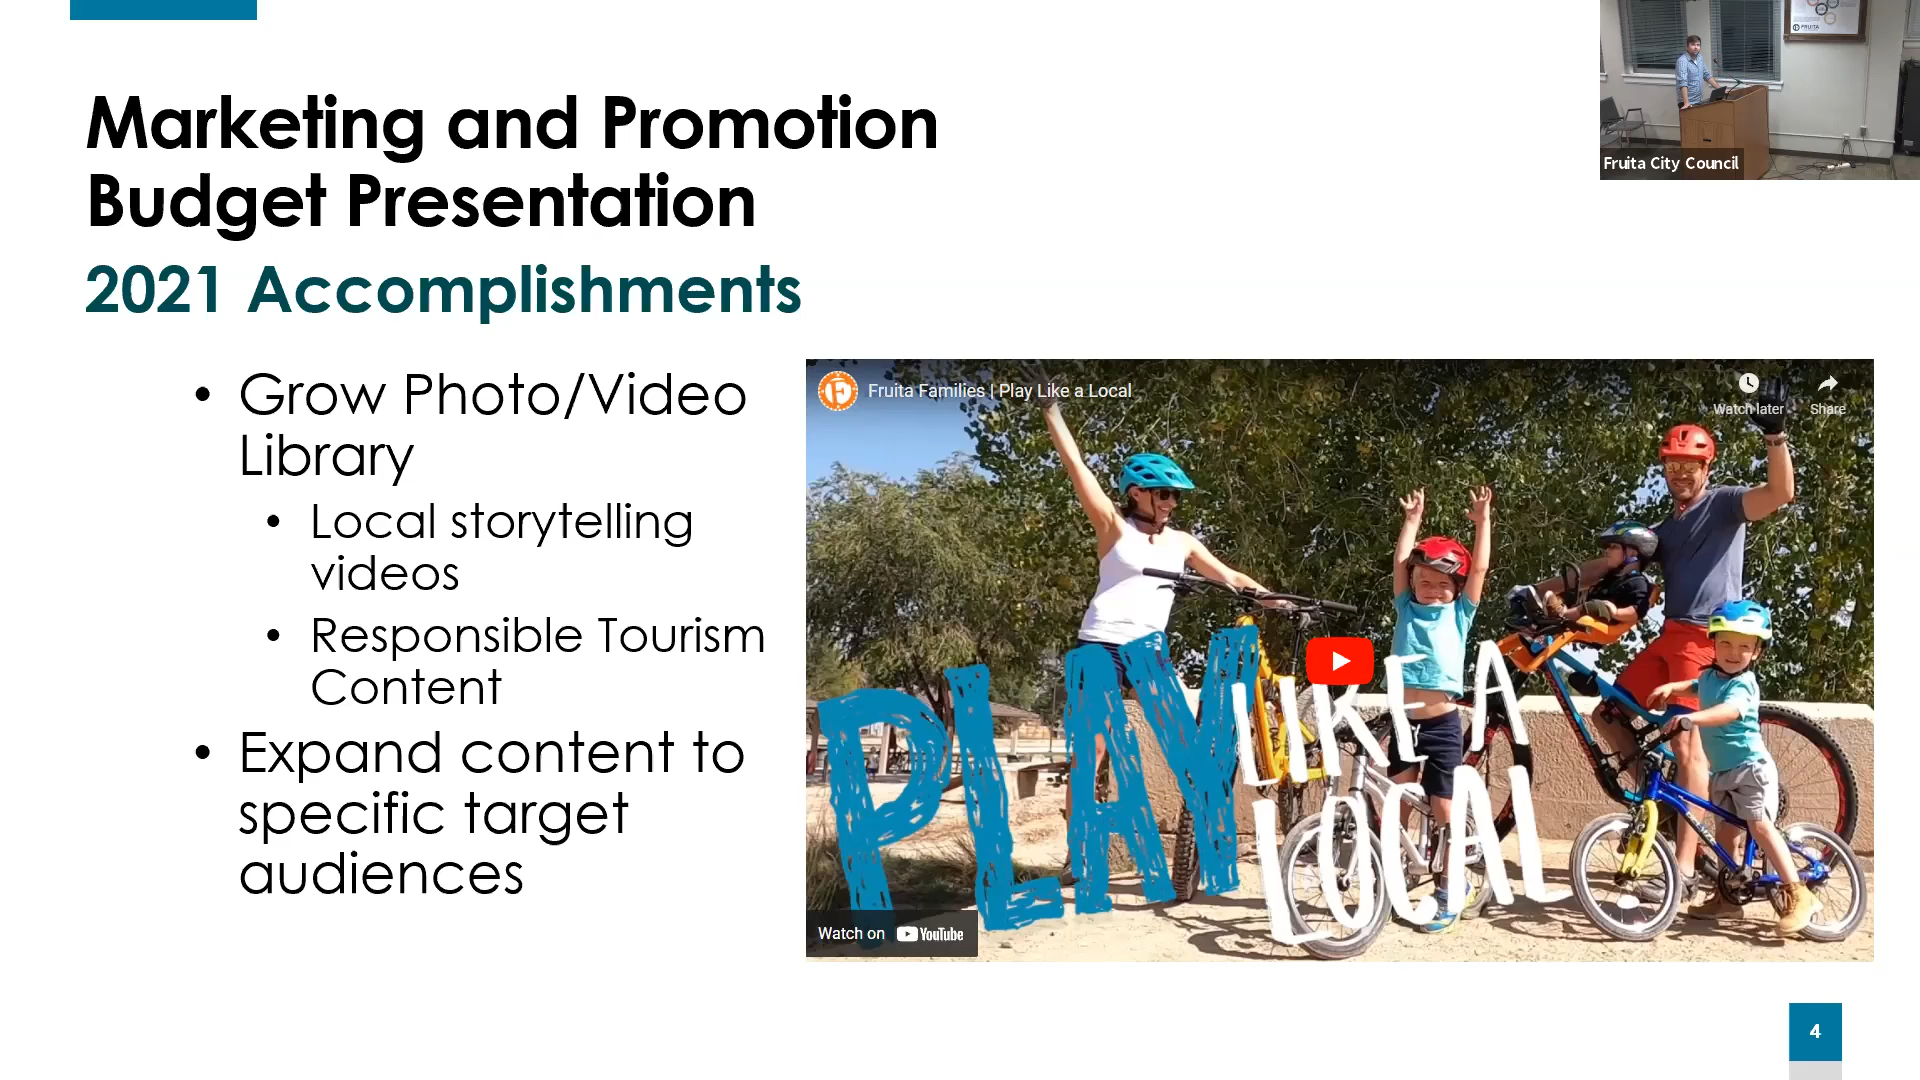 Marketing and Promotion
Budget Presentation
2021 Accomplishments
• Grow Photo/Video
Library
• Local storytelling
videos
• Responsible Tourism
Content
• Expand content to
specific target
audiences
F
Fruita Families | Play Like a Local
Watch later
Share
PLAY
LIKE A
LOCAL
Watch on YouTube
FRUITA
Fruita City Council
4